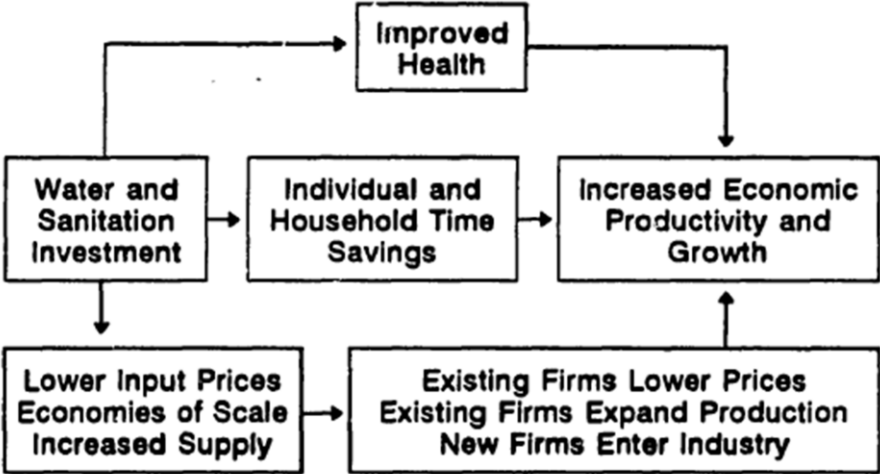 Improved
Health
Water and
Sanitation
Investment
Individual and
Household Time
Savings
Increased Economic
Productivity and
Growth
Lower Input Prices
Economies of Scale
Increased Supply
Existing Firms Lower Prices
Existing Firms Expand Production
New Firms Enter Industry